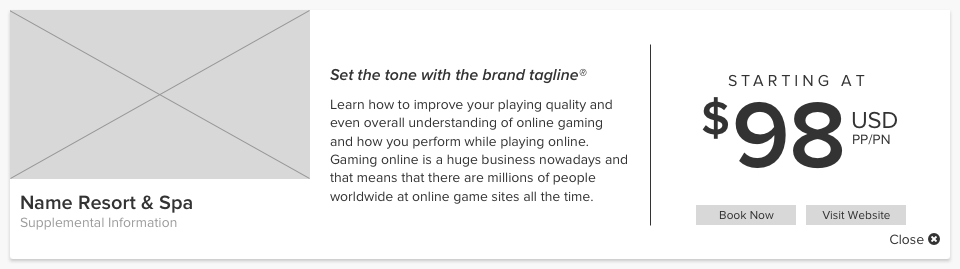 Name Resort & Spa
Supplemental Information
Set the tone with the brand tagline®
Learn how to improve your playing quality and
even overall understanding of online gaming
and how you perform while playing online.
Gaming online is a huge business nowadays and
that means that there are millions of people
worldwide at online game sites all the time.
STARTING AT
$98 USD
PP/PN
Book Now
Visit Website
Close